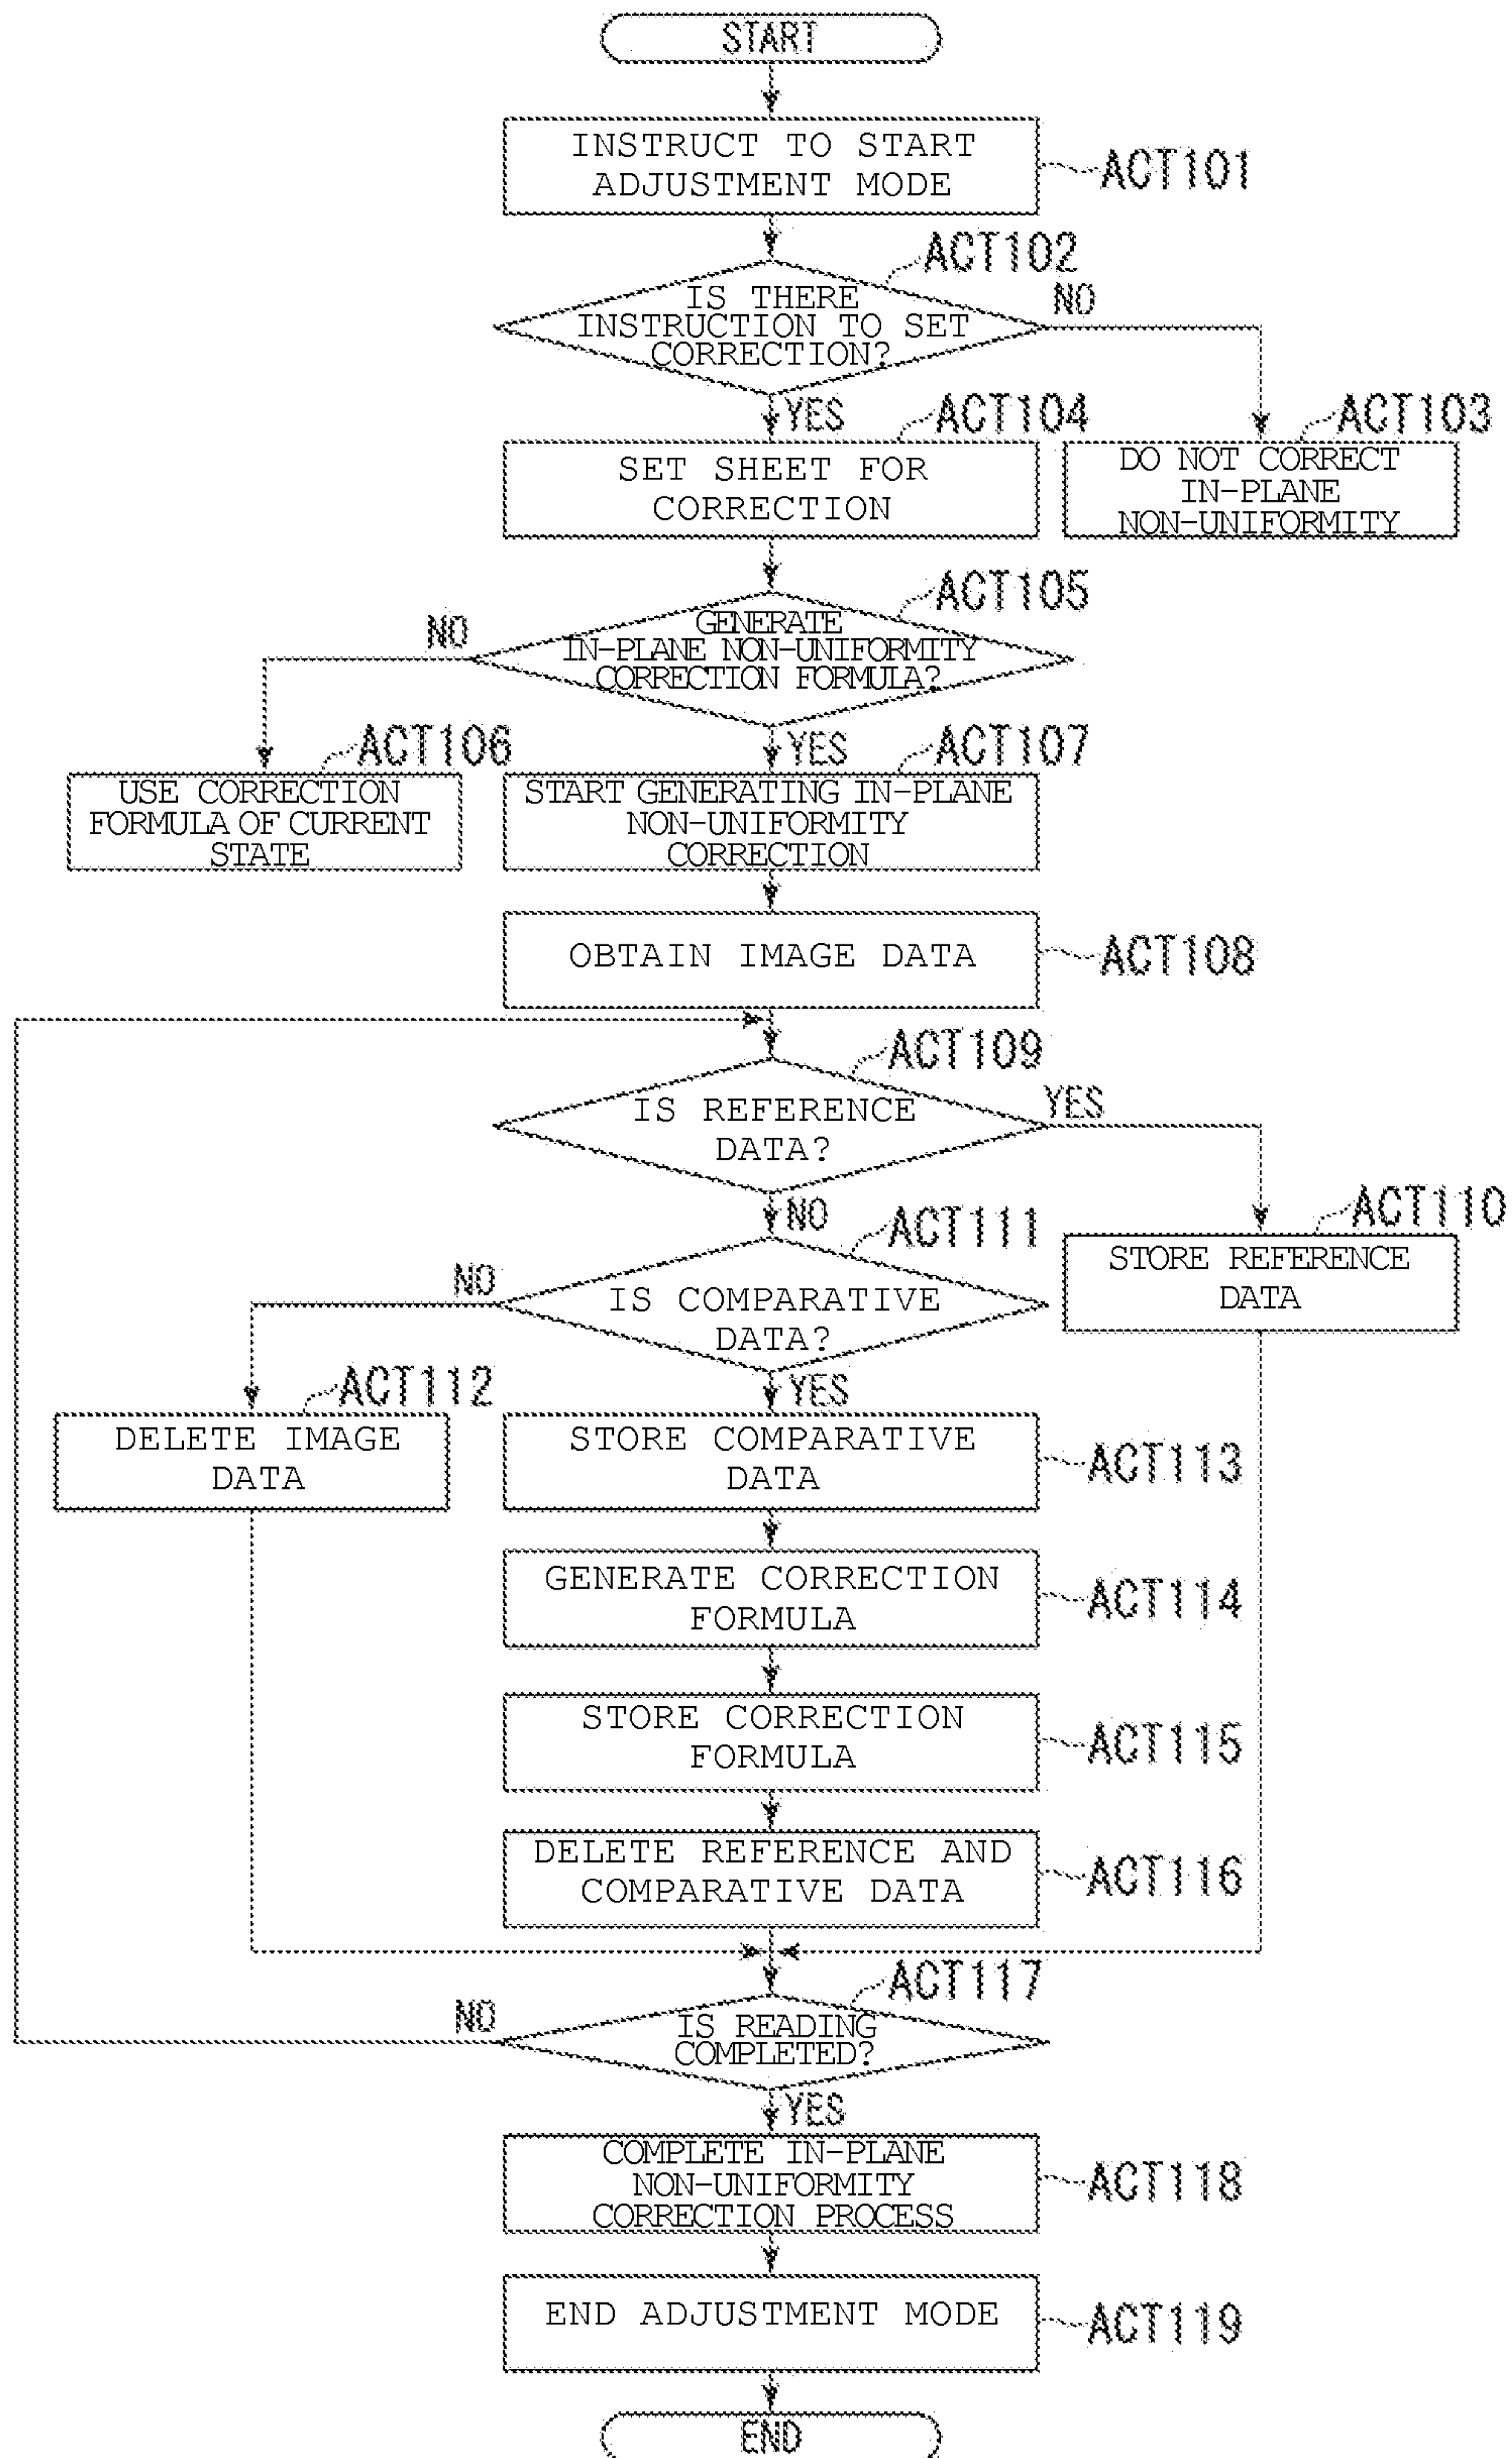 START
INSTRUCT TO START
ADJUSTMENT MODE
ACT101
ACT102
IS THERE
INSTRUCTION TO SET
CORRECTION?
NO
YES
ACT104
SET SHEET FOR
CORRECTION
ACT103
DO NOT CORRECT
IN-PLANE
NON-UNIFORMITY
ACT105
GENERATE
IN-PLANE NON-UNIFORMITY
CORRECTION FORMULA?
NO
ACT106
USE CORRECTION
FORMULA OF CURRENT
STATE
YES
ACT107
START GENERATING IN-PLANE
NON-UNIFORMITY
CORRECTION
OBTAIN IMAGE DATA
ACT108
ACT109
IS REFERENCE
DATA?
YES
NO
ACT110
STORE REFERENCE
DATA
ACT111
IS COMPARATIVE
DATA?
NO
ACT112
DELETE IMAGE
DATA
YES
STORE COMPARATIVE
DATA
ACT113
GENERATE CORRECTION
FORMULA
ACT114
STORE CORRECTION
FORMULA
ACT115
DELETE REFERENCE AND
COMPARATIVE DATA
ACT116
ACT117
IS READING
COMPLETED?
NO
YES
COMPLETE IN-PLANE
NON-UNIFORMITY
CORRECTION PROCESS
ACT118
END ADJUSTMENT MODE
ACT119
END